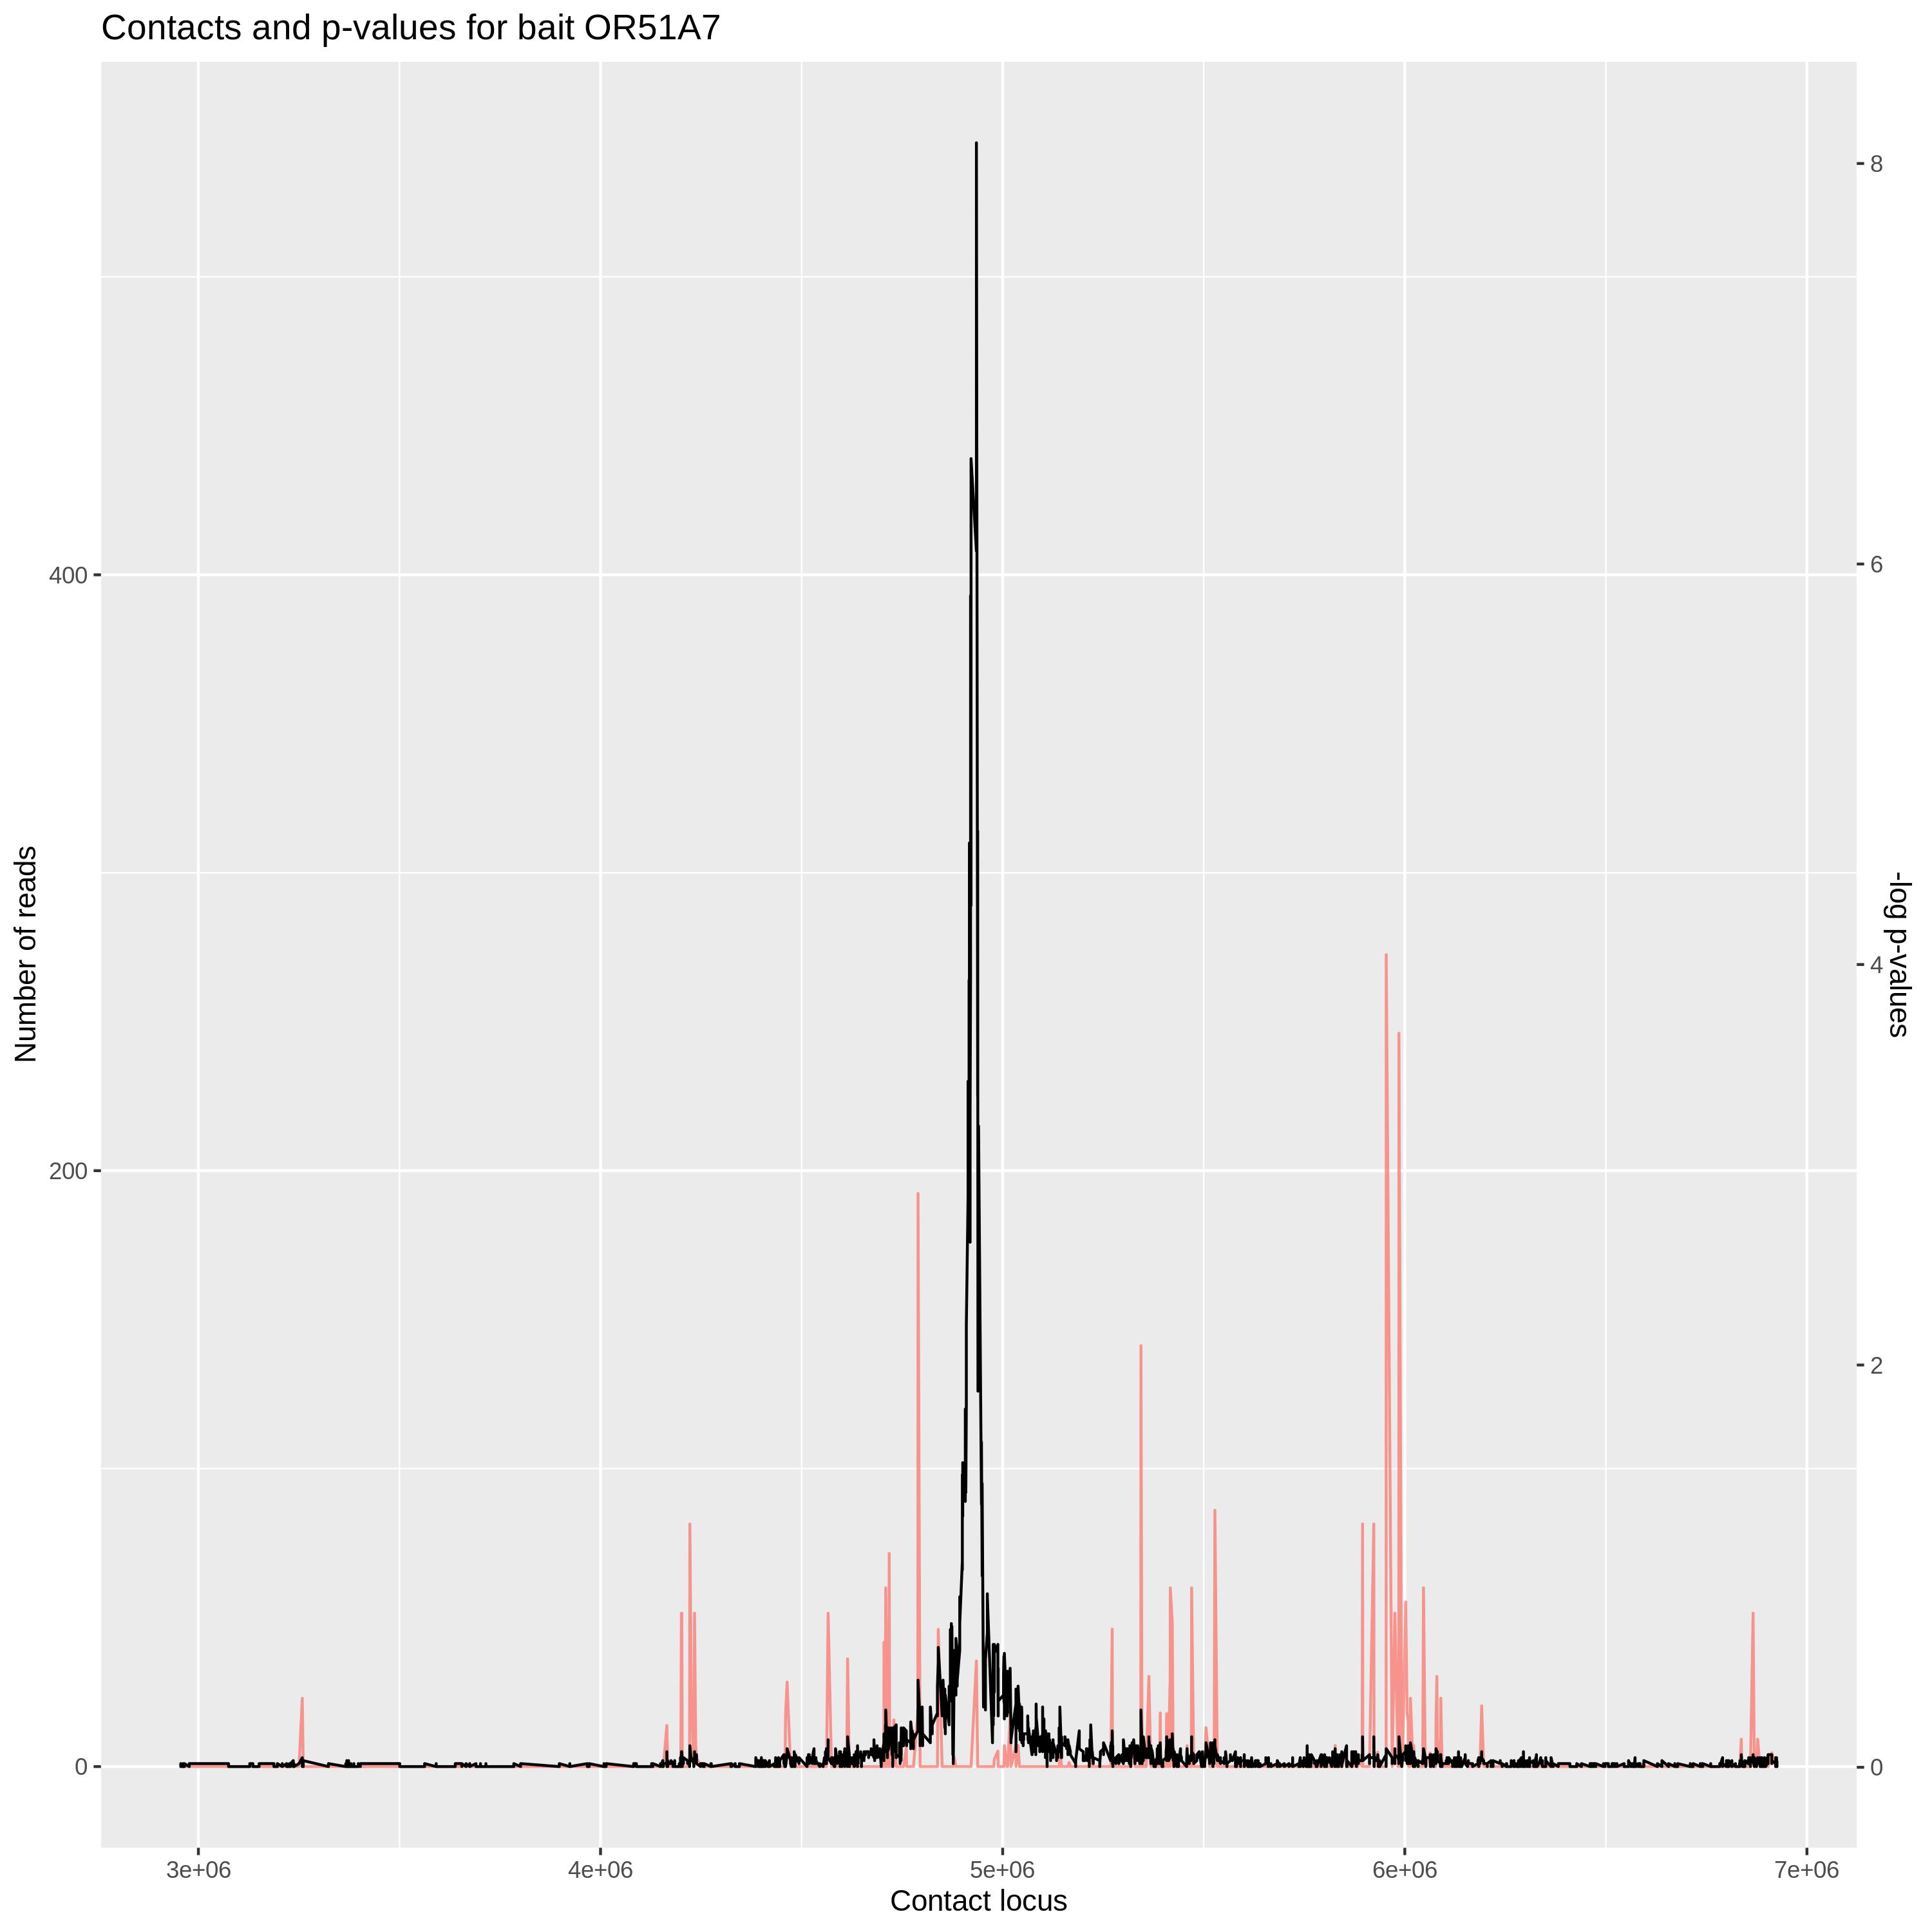 Contacts and p-values for bait OR51A7
Number of reads
400
200
0
8
6
4
2
0
-log p-values
3e+06 4e+06 5e+06 6e+06 7e+06
Contact locus